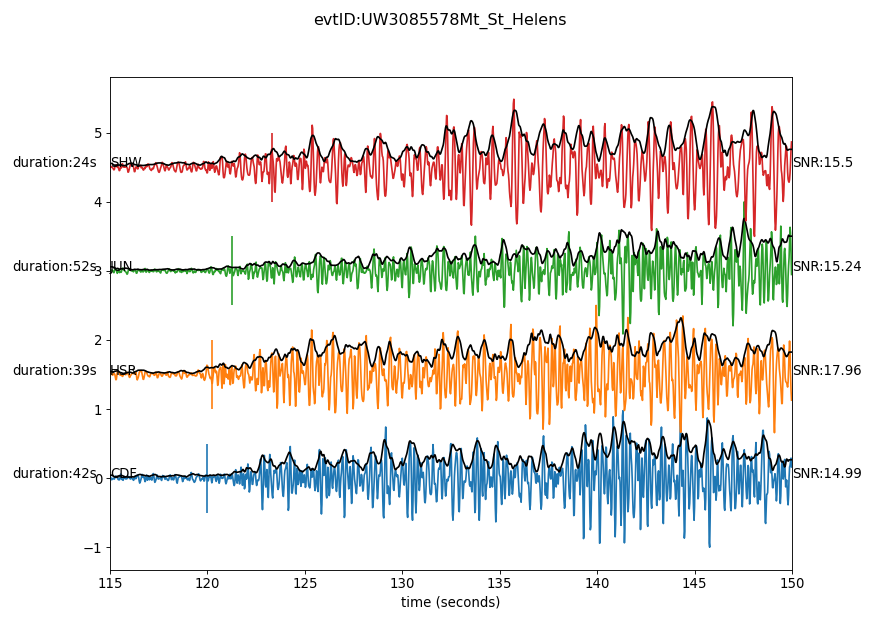 evtID:UW3085578Mt_St_Helens
5
duration:24s SHW SNR:15.5
4
duration:52s JUN SNR:15.24
3
2
duration:39s HSR SNR:17.96
1
duration:42s CDF SNR:14.99
0
−1
115 120 125 130 135 140 145 150
time (seconds)